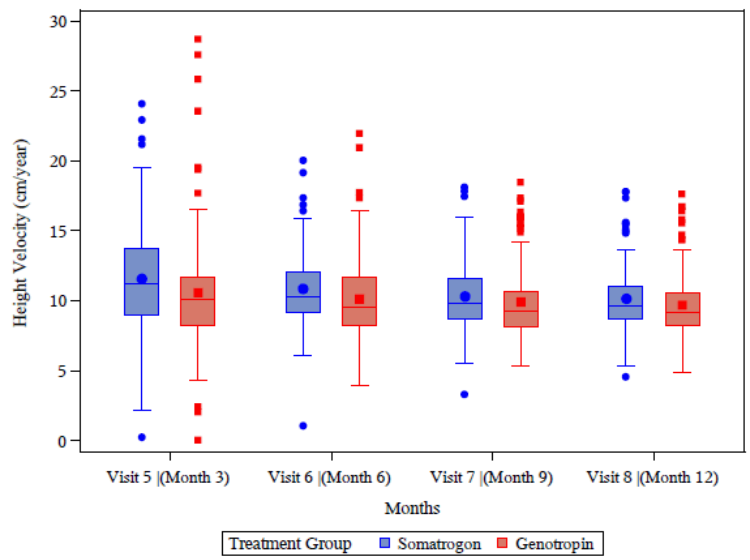 30
25
20
15
10
5
0
Height Velocity (cm/year)
Visit 5 |(Month 3) Visit 6 |(Month 6) Visit 7 |(Month 9) Visit 8 |(Month 12)
Months
Treatment Group Somatrogon Genotropin